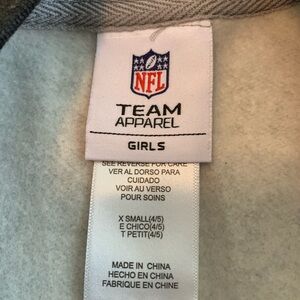 NFL
TEAM
APPAREL
GIRLS
SEE REVERSE FOR CARE
VER AL DORSO PARA
CUIDADO
VOIR AU VERSO
POUR SOINS
X SMALL(4/5)
E CHICO(4/5)
T PETIT(4/5)
MADE IN CHINA
HECHO EN CHINA
FABRIQUE EN CHINE